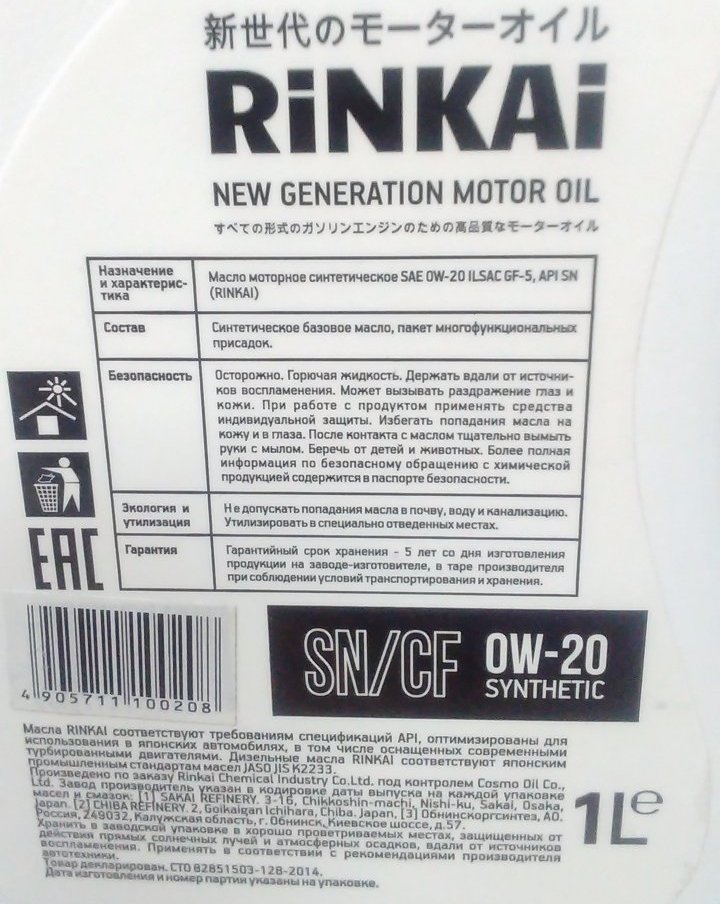 新世代のモーターオイル
RiNKAi
NEW GENERATION MOTOR OIL
すべての形式のガソリンエンジンのための高品質なモーターオイル
Назначение
и характерис-
тика
Масло моторное синтетическое SAE 0W-20 ILSAC GF-5, API SN
(RINKAI)
Состав
Синтетическое базовое масло, пакет многофункциональных
присадок.
Безопасность
Осторожно. Горючая жидкость. Держать вдали от источни-
ков воспламенения. Может вызывать раздражение глаз и
кожи. При работе с продуктом применять средства
индивидуальной защиты. Избегать попадания масла на
кожу и в глаза. После контакта с маслом тщательно вымыть
руки с мылом. Беречь от детей и животных. Более полная
информация по безопасному обращению с химической
продукцией содержится в паспорте безопасности.
Экология и
утилизация
Не допускать попадания масла в почву, воду и канализацию.
Утилизировать в специально отведенных местах.
Гарантия
Гарантийный срок хранения - 5 лет со дня изготовления
продукции на заводе-изготовителе, в таре производителя
при соблюдении условий транспортирования и хранения.
EAC
4 905711 100208
SN/CF
0W-20
SYNTHETIC
Масла RINKAI соответствуют требованиям спецификаций API, оптимизированы для
использования в японских автомобилях, в том числе оснащенных современными
турбированными двигателями. Дизельные масла RINKAI соответствуют японским
промышленным стандартам масел JASO JIS K2233.
Произведено по заказу Rinkai Chemical Industry Co.Ltd. под контролем Cosmo Oil Co.,
Ltd. Завод производитель указан в кодировке даты выпуска на каждой упаковке
масел и смазок: [1] SAKAI REFINERY. 3-16, Chikkoshin-machi, Nishi-ku, Sakai, Osaka,
Japan. [2] CHIBA REFINERY. 2, Goikaigan Ichihara, Chiba. Japan, [3] Обнинскоргсинтез, АО.
Россия, 249032, Калужская область, г. Обнинск, Киевское шоссе, д.57.
Хранить в заводской упаковке в хорошо проветриваемых местах, защищенных от
действия прямых солнечных лучей и атмосферных осадков, вдали от источников
воспламенения. Применять в соответствии с рекомендациями производителя
автотехники.
Товар декларирован. СТО 82851503-128-2014.
Дата изготовления и номер партии указаны на упаковке.
1L e